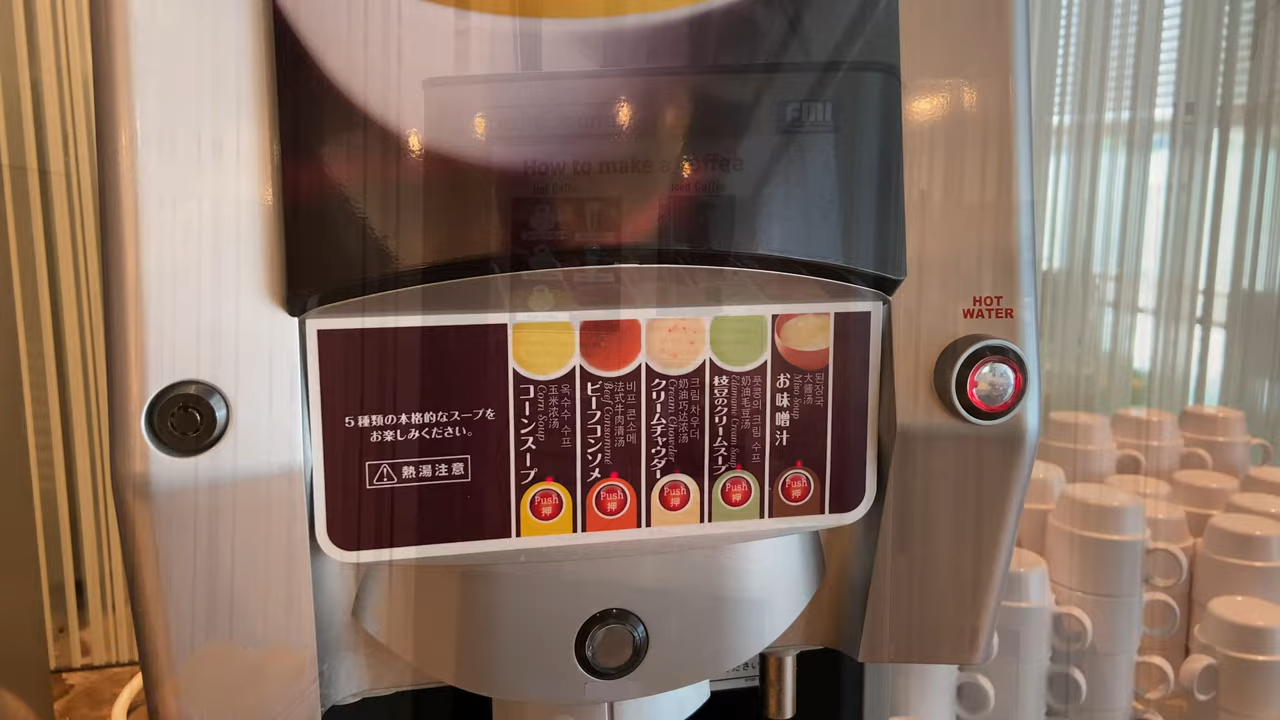 FUJI
How to make a coffee
Hot Coffee
Iced Coffee
HOT
WATER
5種類の本格的なスープを
お楽しみください。
熱湯注意
コーンスープ
Corn Soup
玉米浓汤
옥수수 수프
ビーフコンソメ
Beef Consommé
法式牛肉清汤
비프 콘소메
クリームチャウダー
Cream Chowder
奶油巧达浓汤
크림 차우더
枝豆のクリームスープ
Edamame Cream Soup
奶油毛豆汤
풋콩의 크림 수프
お味噌汁
Miso Soup
大酱汤
된장국
Push
押
Push
押
Push
押
Push
押
Push
押